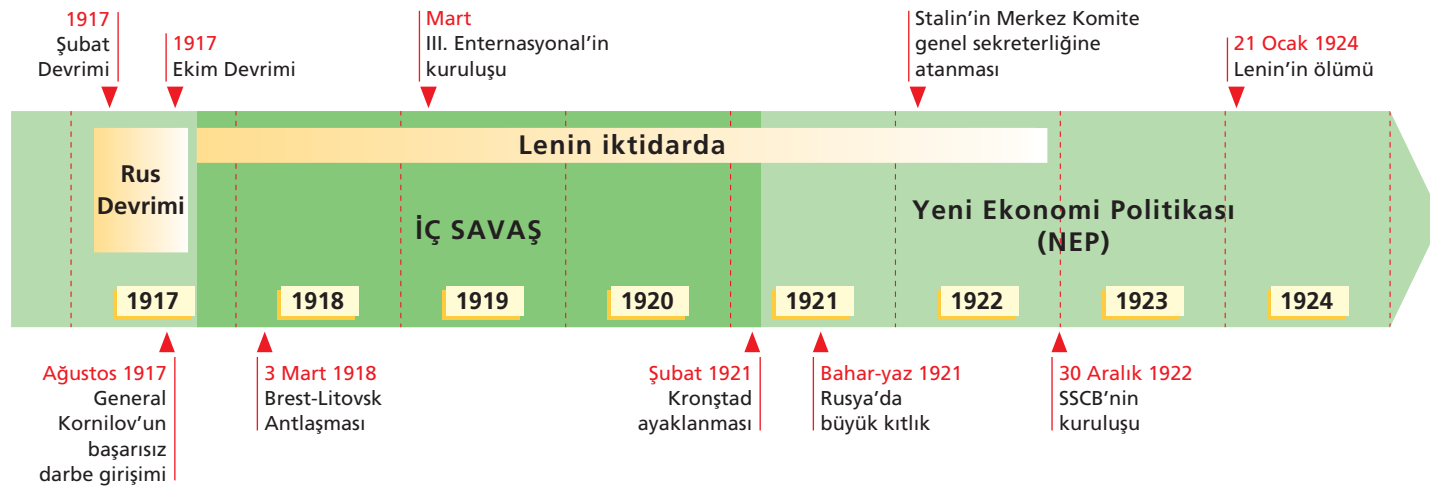 1917
Şubat
Devrimi
1917
Ekim Devrimi
Mart
III. Enternasyonal’in
kuruluşu
Stalin’in Merkez Komite
genel sekreterliğine
atanması
21 Ocak 1924
Lenin’in ölümü
Rus
Devrimi
Lenin iktidarda
İÇ SAVAŞ
Yeni Ekonomi Politikası
(NEP)
1917
1918
1919
1920
1921
1922
1923
1924
Ağustos 1917
General
Kornilov’un
başarısız
darbe girişimi
3 Mart 1918
Brest-Litovsk
Antlaşması
Şubat 1921
Kronştad
ayaklanması
Bahar-yaz 1921
Rusya’da
büyük kıtlık
30 Aralık 1922
SSCB’nin
kuruluşu